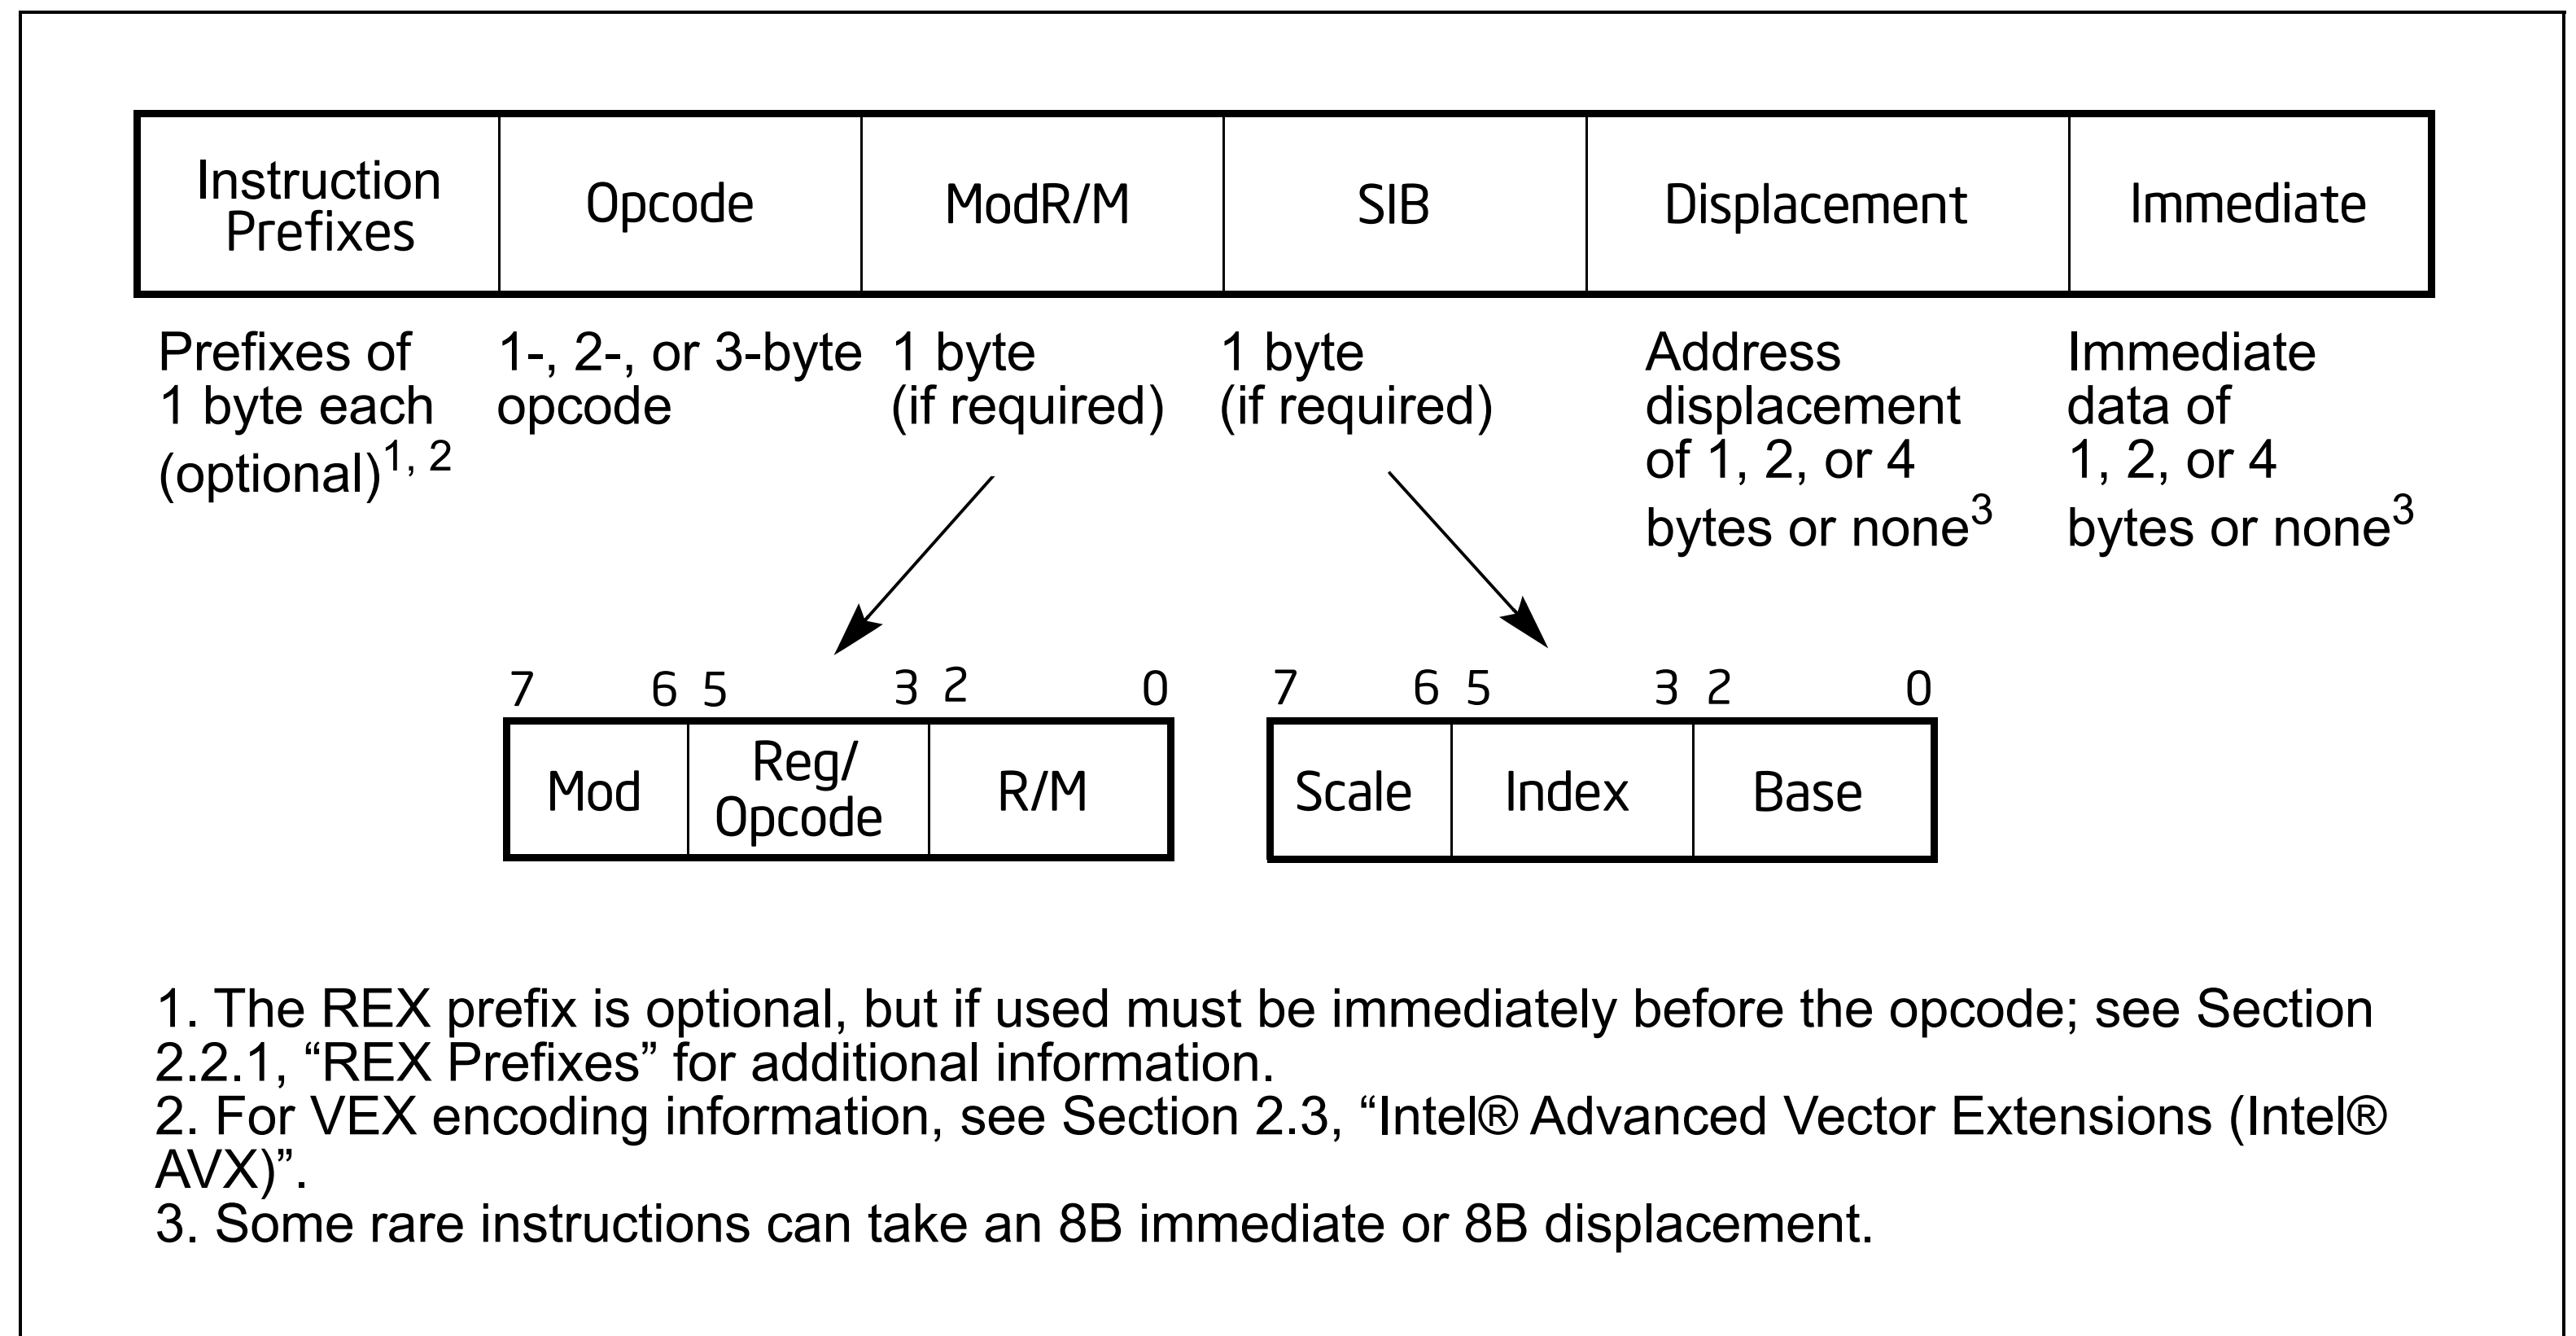 Instruction
Prefixes
Opcode
ModR/M
SIB
Displacement
Immediate
Prefixes of
1 byte each
(optional)1, 2
1-, 2-, or 3-byte
opcode
1 byte
(if required)
1 byte
(if required)
Address
displacement
of 1, 2, or 4
bytes or none3
Immediate
data of
1, 2, or 4
bytes or none3
7 6 5 3 2 0
Mod
Reg/
Opcode
R/M
7 6 5 3 2 0
Scale
Index
Base
1. The REX prefix is optional, but if used must be immediately before the opcode; see Section
2.2.1, “REX Prefixes” for additional information.
2. For VEX encoding information, see Section 2.3, “Intel® Advanced Vector Extensions (Intel®
AVX)”.
3. Some rare instructions can take an 8B immediate or 8B displacement.